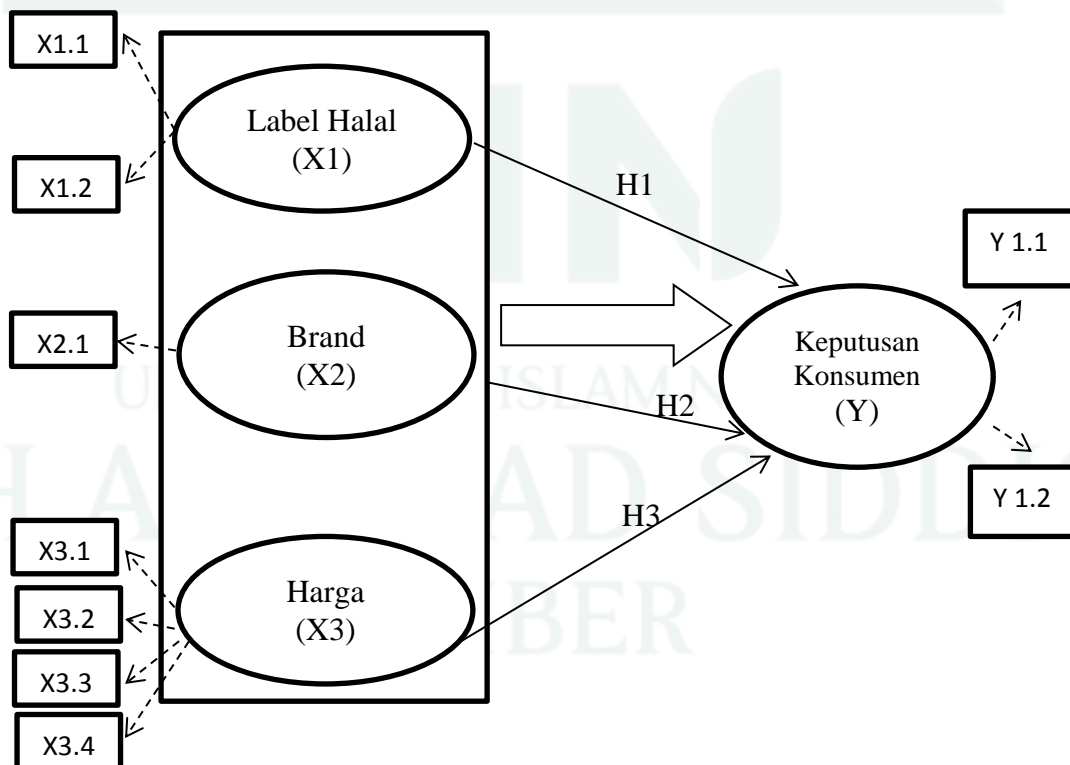 X1.1
X1.2
X2.1
X3.1
X3.2
X3.3
X3.4
Label Halal
(X1)
Brand
(X2)
Harga
(X3)
H1
H2
H3
Keputusan
Konsumen
(Y)
Y 1.1
Y 1.2